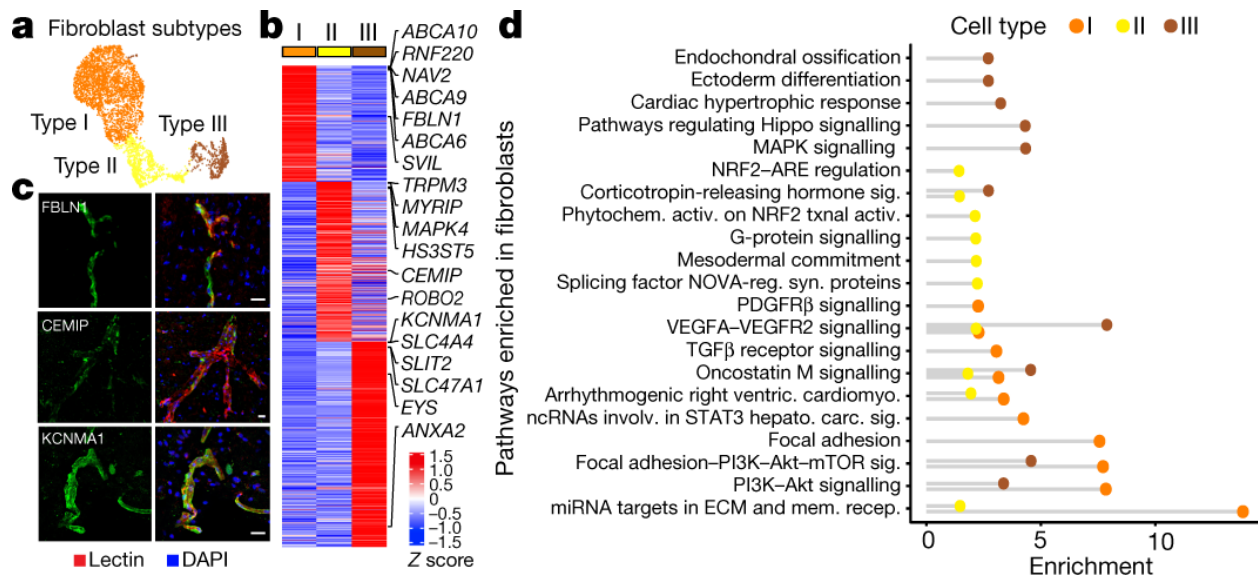 a
Fibroblast subtypes
Type I
Type II
Type III
b
I II III
ABCA10
RNF220
NAV2
ABCA9
FBLN1
ABCA6
SVIL
TRPM3
MYRIP
MAPK4
HS3ST5
CEMIP
ROBO2
KCNMA1
SLC4A4
SLIT2
SLC47A1
EYS
ANXA2
1.5
1.0
0.5
0
-0.5
-1.0
-1.5
Z score
c
FBLN1
CEMIP
KCNMA1
Lectin DAPI
d
Cell type I II III
Pathways enriched in fibroblasts
Endochondral ossification
Ectoderm differentiation
Cardiac hypertrophic response
Pathways regulating Hippo signalling
MAPK signalling
NRF2–ARE regulation
Corticotropin-releasing hormone sig.
Phytochem. activ. on NRF2 txnal activ.
G-protein signalling
Mesodermal commitment
Splicing factor NOVA-reg. syn. proteins
PDGFRβ signalling
VEGFA–VEGFR2 signalling
TGFβ receptor signalling
Oncostatin M signalling
Arrhythmogenic right ventric. cardiomyo.
ncRNAs involv. in STAT3 hepato. carc. sig.
Focal adhesion
Focal adhesion–PI3K–Akt–mTOR sig.
PI3K–Akt signalling
miRNA targets in ECM and mem. recep.
0 5 10
Enrichment